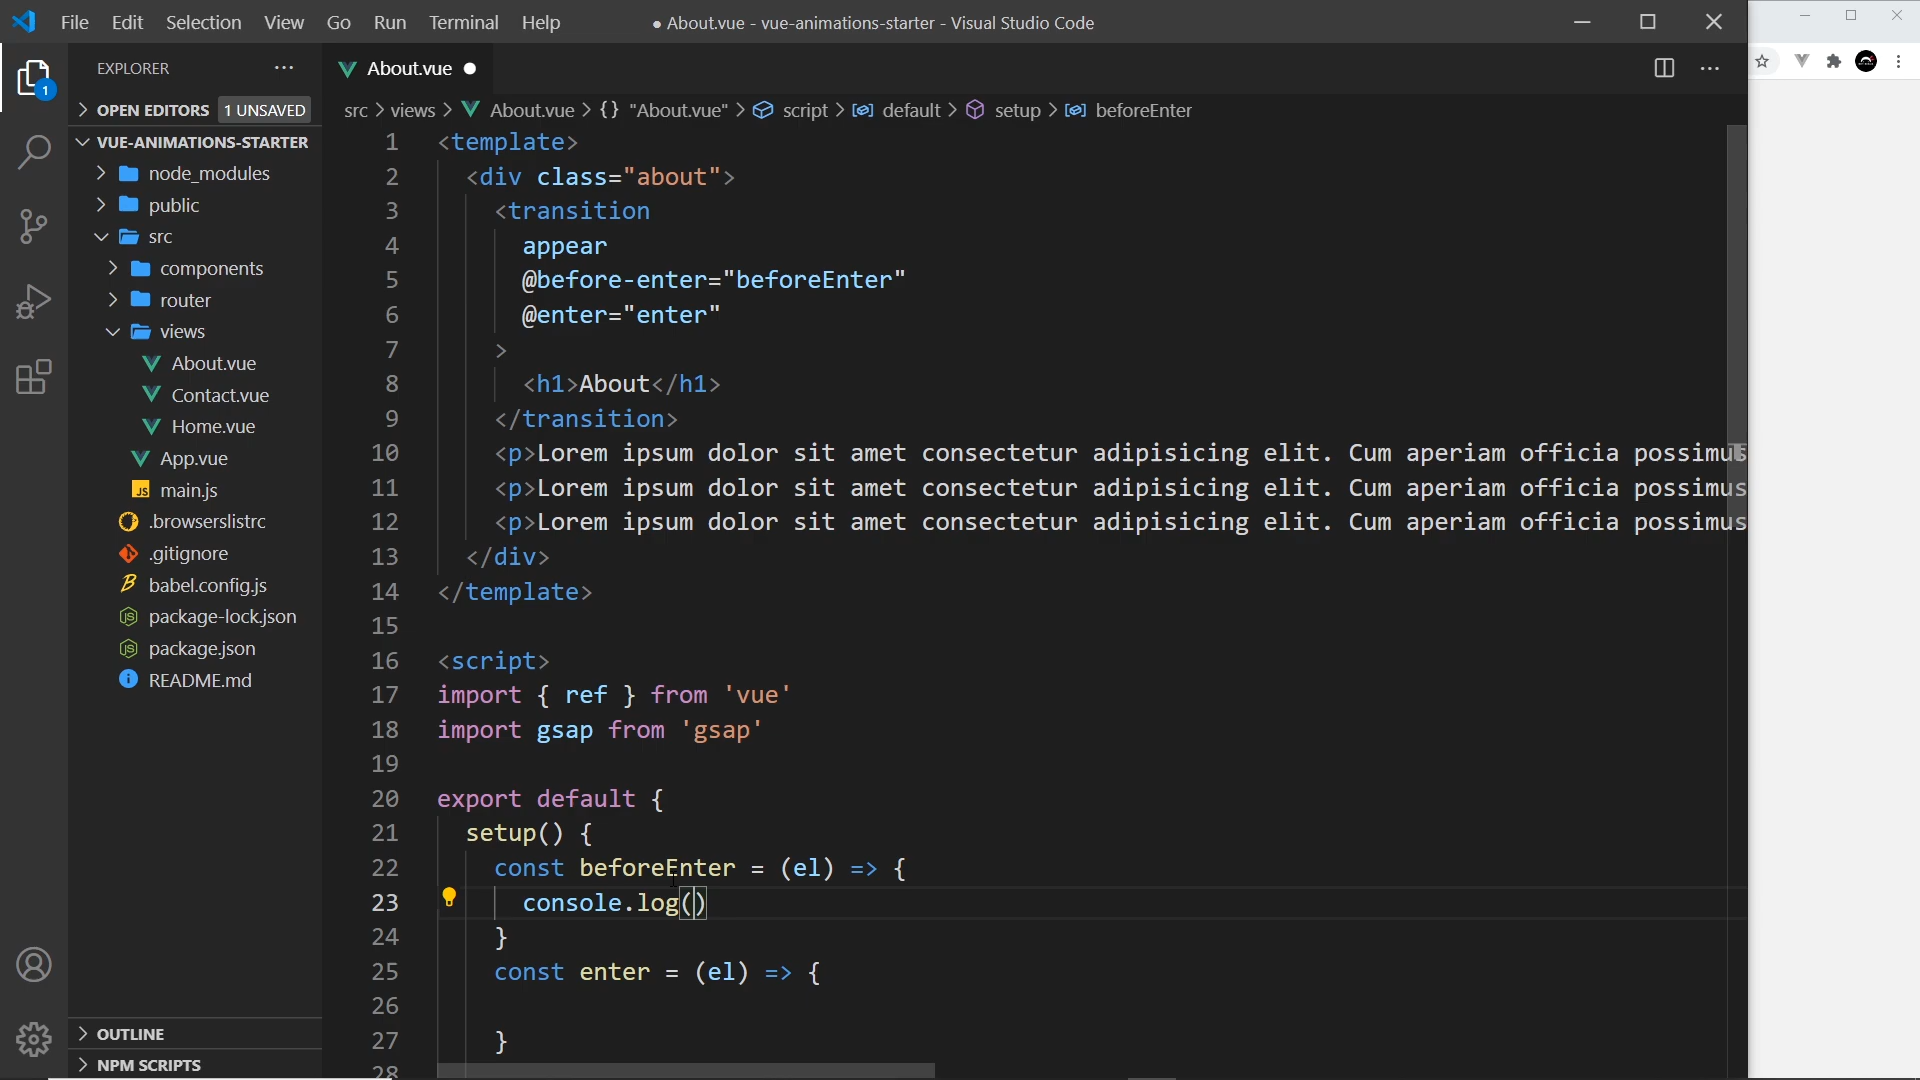 File Edit Selection View Go Run Terminal Help
● About.vue - vue-animations-starter - Visual Studio Code
EXPLORER
About.vue
1
OPEN EDITORS 1 UNSAVED
src > views > About.vue > {} "About.vue" > script > default > setup > beforeEnter
VUE-ANIMATIONS-STARTER
node_modules
public
src
components
router
views
About.vue
Contact.vue
Home.vue
App.vue
JS main.js
.browserslistrc
.gitignore
babel.config.js
package-lock.json
package.json
README.md
OUTLINE
NPM SCRIPTS
1 <template>
2 <div class="about">
3 <transition
4 appear
5 @before-enter="beforeEnter"
6 @enter="enter"
7 >
8 <h1>About</h1>
9 </transition>
10 <p>Lorem ipsum dolor sit amet consectetur adipisicing elit. Cum aperiam officia possimus
11 <p>Lorem ipsum dolor sit amet consectetur adipisicing elit. Cum aperiam officia possimus
12 <p>Lorem ipsum dolor sit amet consectetur adipisicing elit. Cum aperiam officia possimus
13 </div>
14 </template>
15
16 <script>
17 import { ref } from 'vue'
18 import gsap from 'gsap'
19
20 export default {
21 setup() {
22 const beforeEnter = (el) => {
23 console.log()
24 }
25 const enter = (el) => {
26
27 }
28